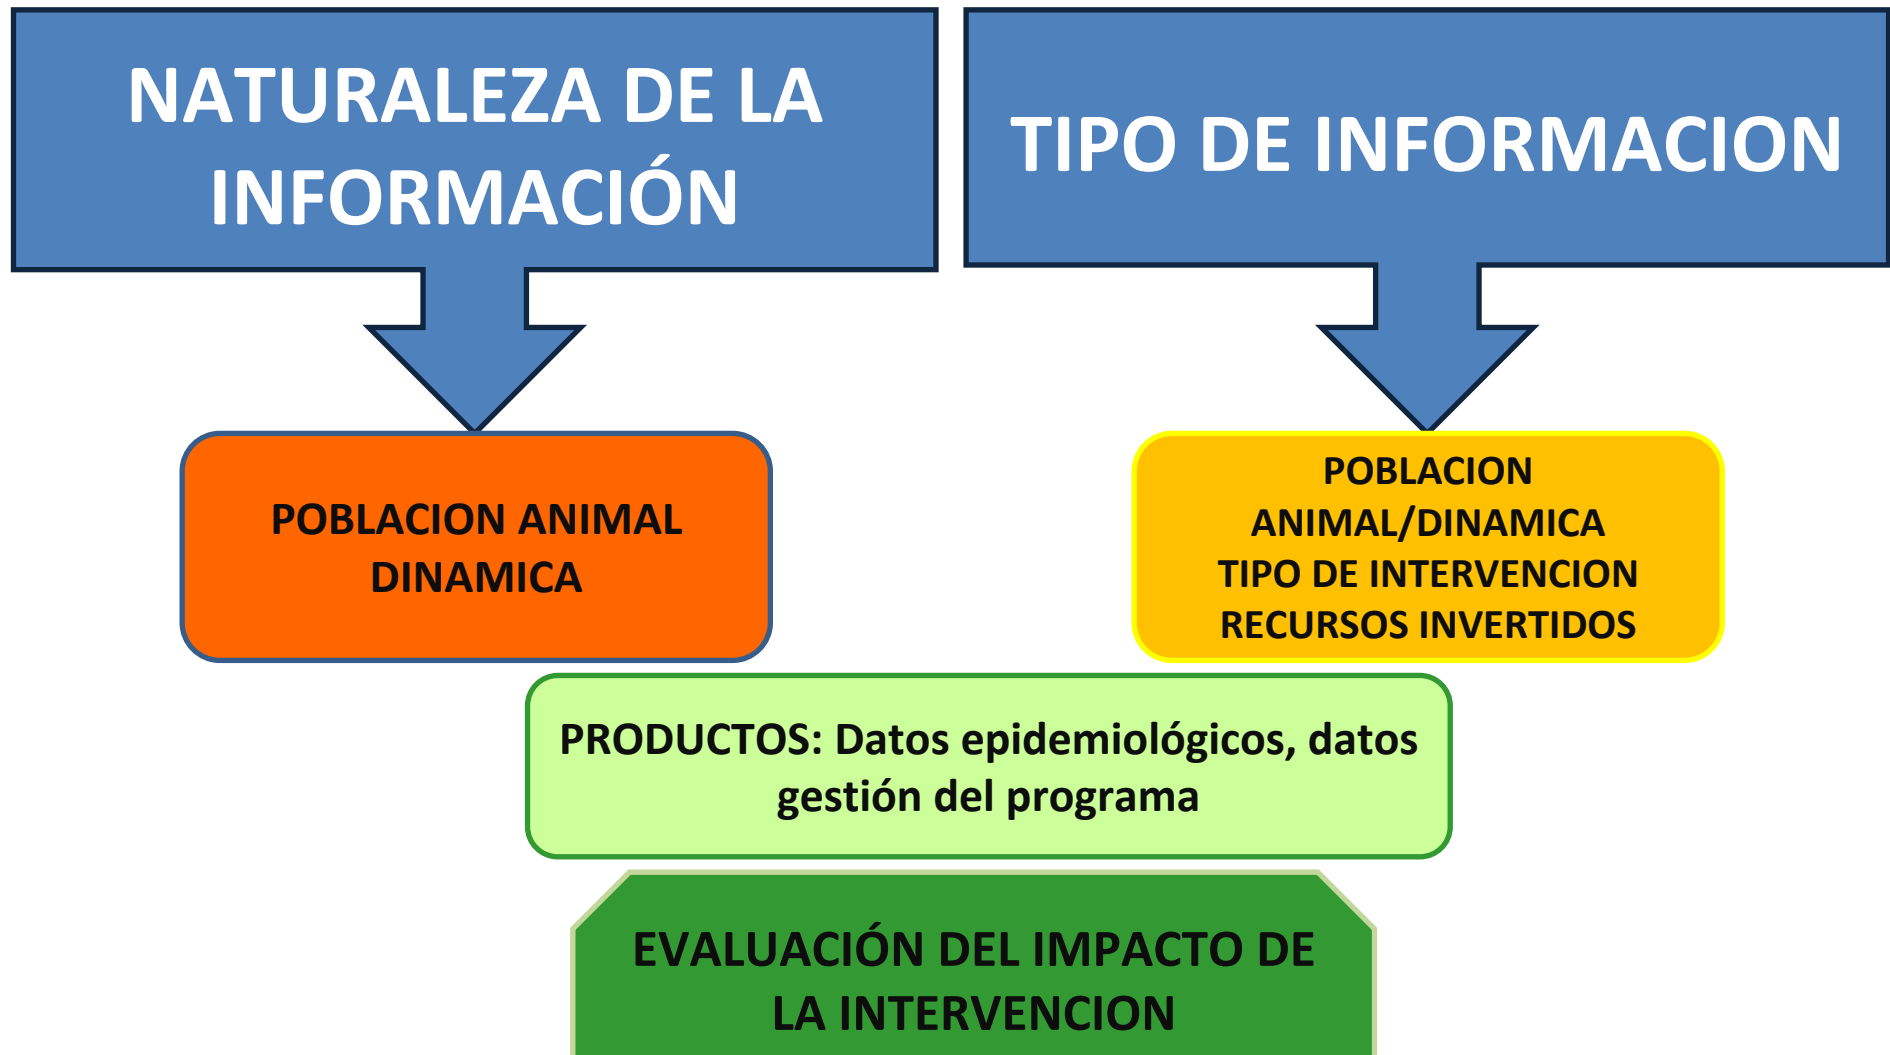 NATURALEZA DE LA
INFORMACIÓN
TIPO DE INFORMACION
POBLACION ANIMAL
DINAMICA
POBLACION
ANIMAL/DINAMICA
TIPO DE INTERVENCION
RECURSOS INVERTIDOS
PRODUCTOS: Datos epidemiológicos, datos
gestión del programa
EVALUACIÓN DEL IMPACTO DE
LA INTERVENCION